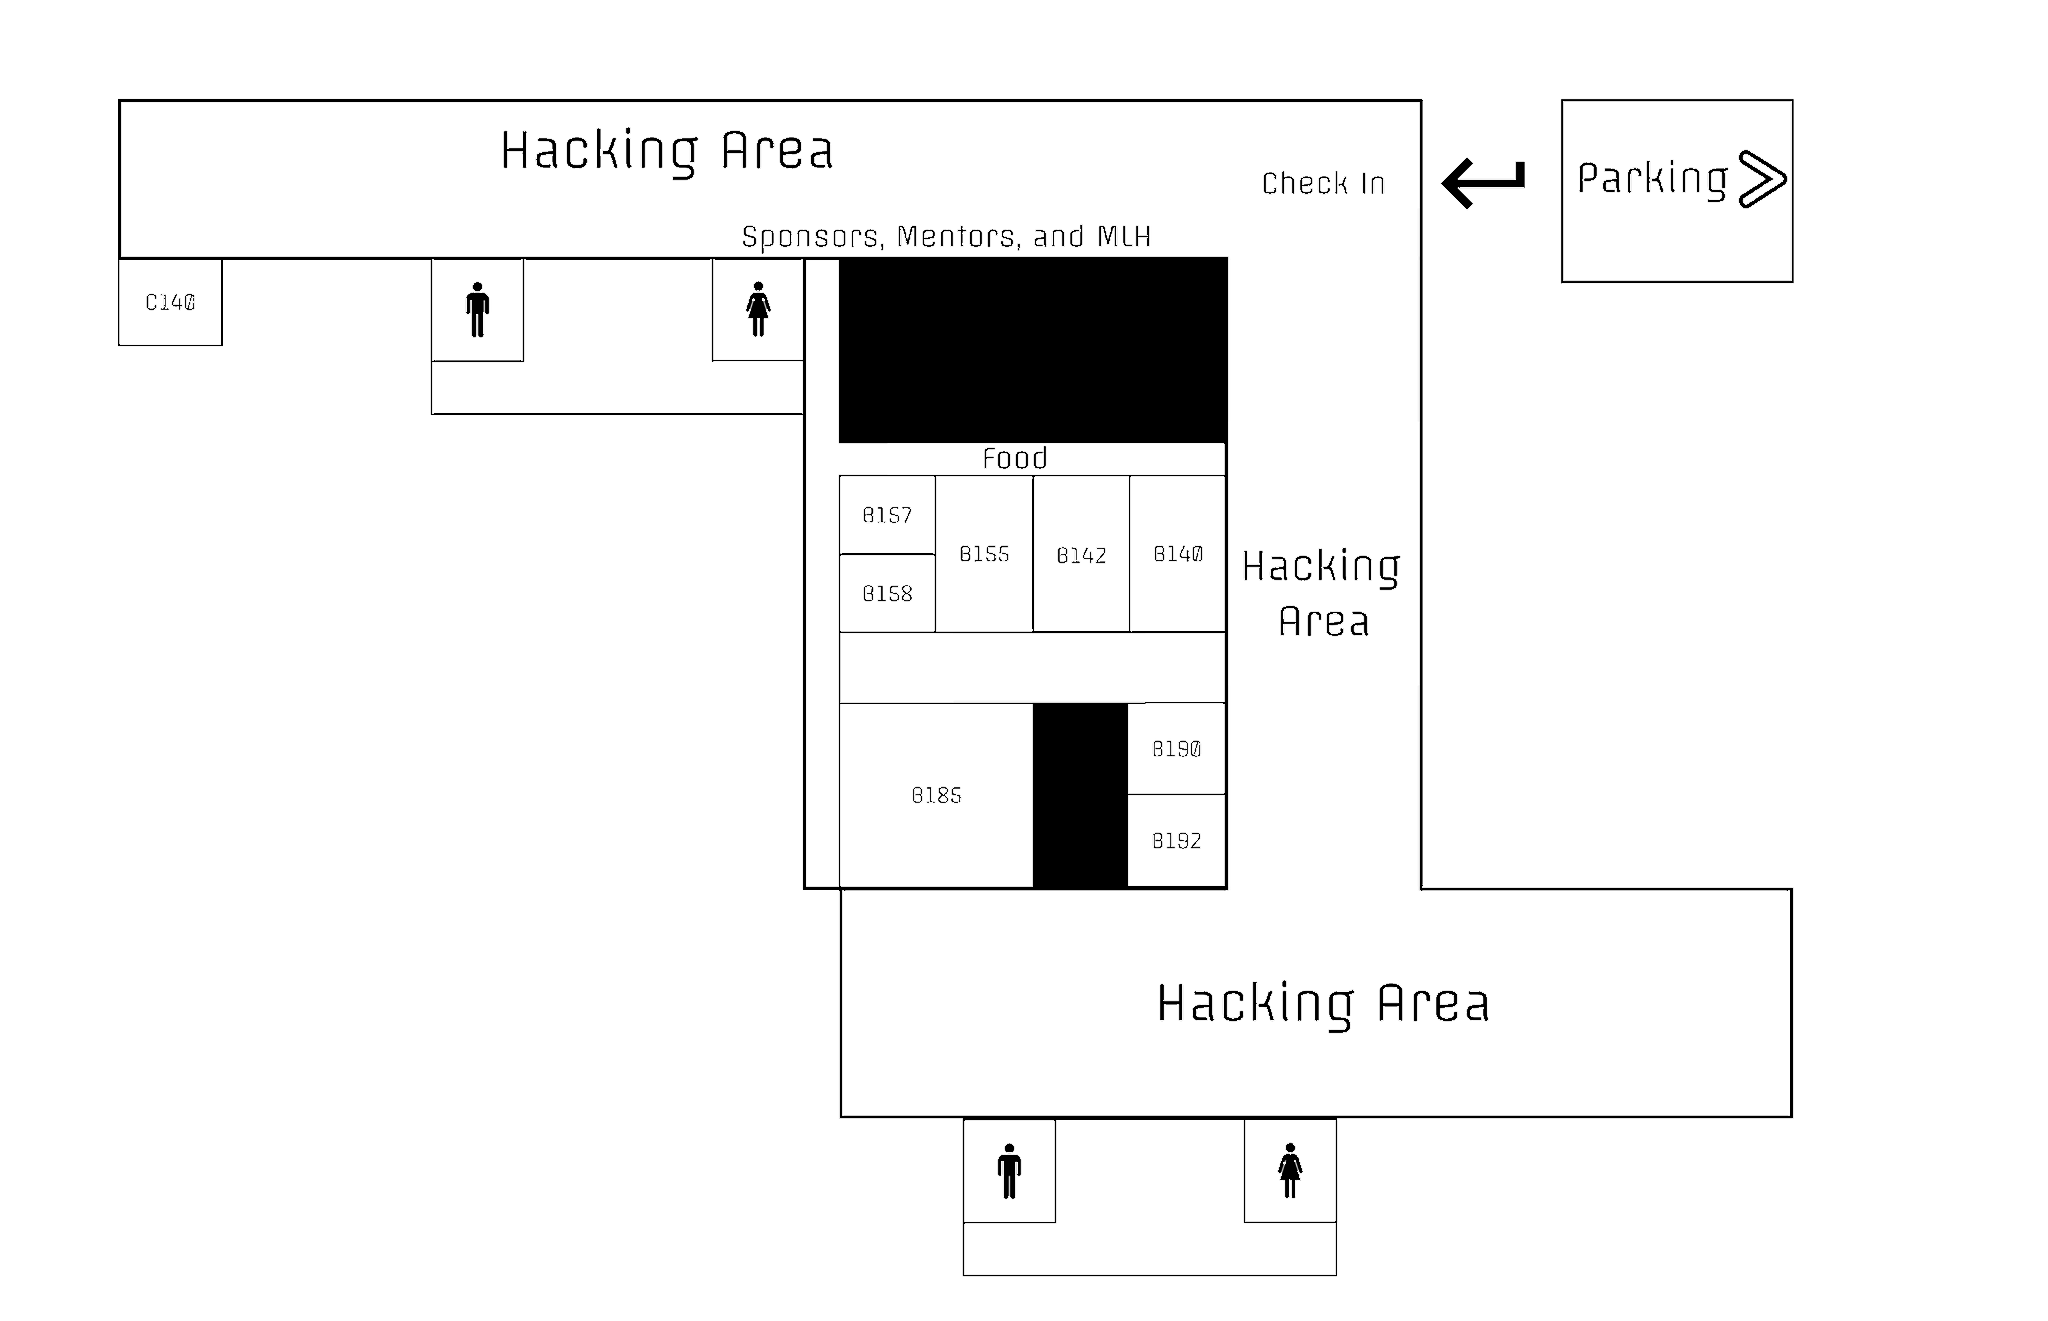 Hacking Area
Check In
Parking
Sponsors, Mentors, and MLH
C140
Food
B157
B155
B142
B140
B158
Hacking
Area
B190
B185
B192
Hacking Area